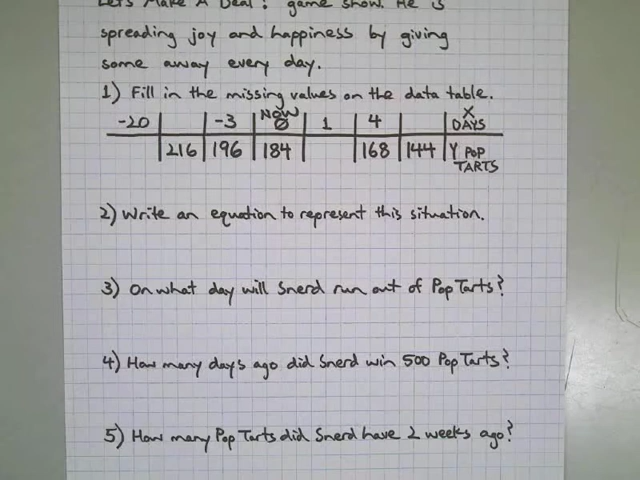 Let's Make A Deal! game show. He is
spreading joy and happiness by giving
some away every day.
1) Fill in the missing values on the data table.
-20 -3 NOW 0 1 4 X DAYS
216 196 184 168 144 Y POP TARTS
2) Write an equation to represent this situation.
3) On what day will Snerd run out of Pop Tarts?
4) How many days ago did Snerd win 500 Pop Tarts?
5) How many Pop Tarts did Snerd have 2 weeks ago?